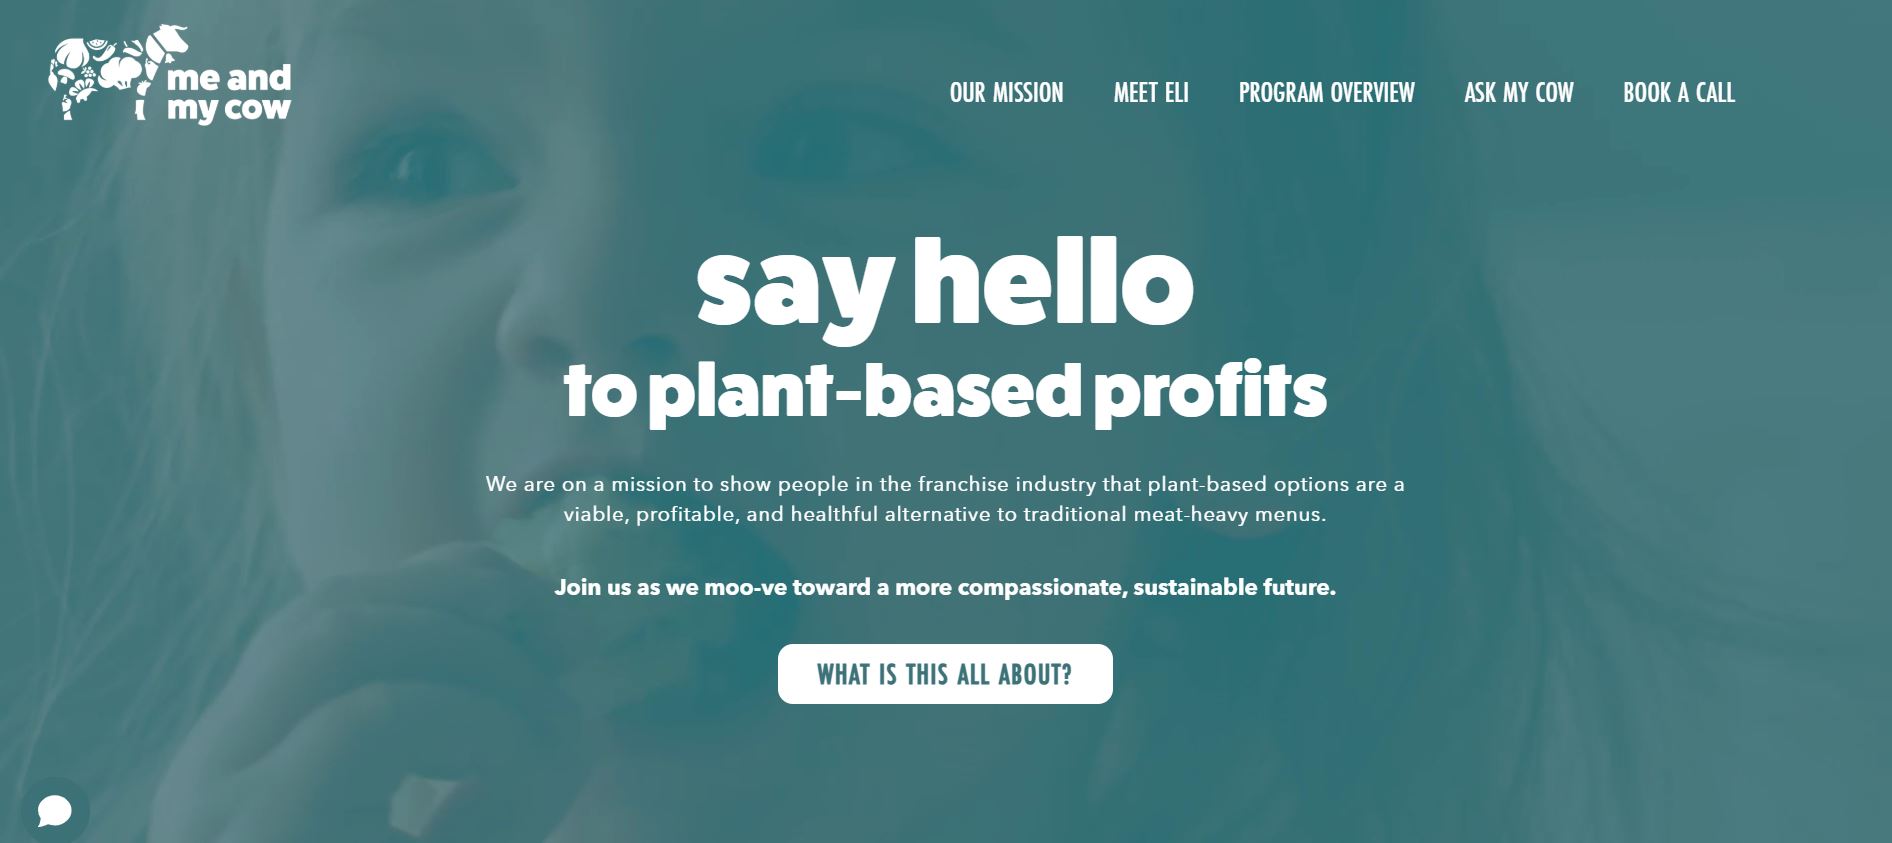 me and
my cow
OUR MISSION MEET ELI PROGRAM OVERVIEW ASK MY COW BOOK A CALL
say hello
to plant-based profits
We are on a mission to show people in the franchise industry that plant-based options are a
viable, profitable, and healthful alternative to traditional meat-heavy menus.
Join us as we moo-ve toward a more compassionate, sustainable future.
WHAT IS THIS ALL ABOUT?